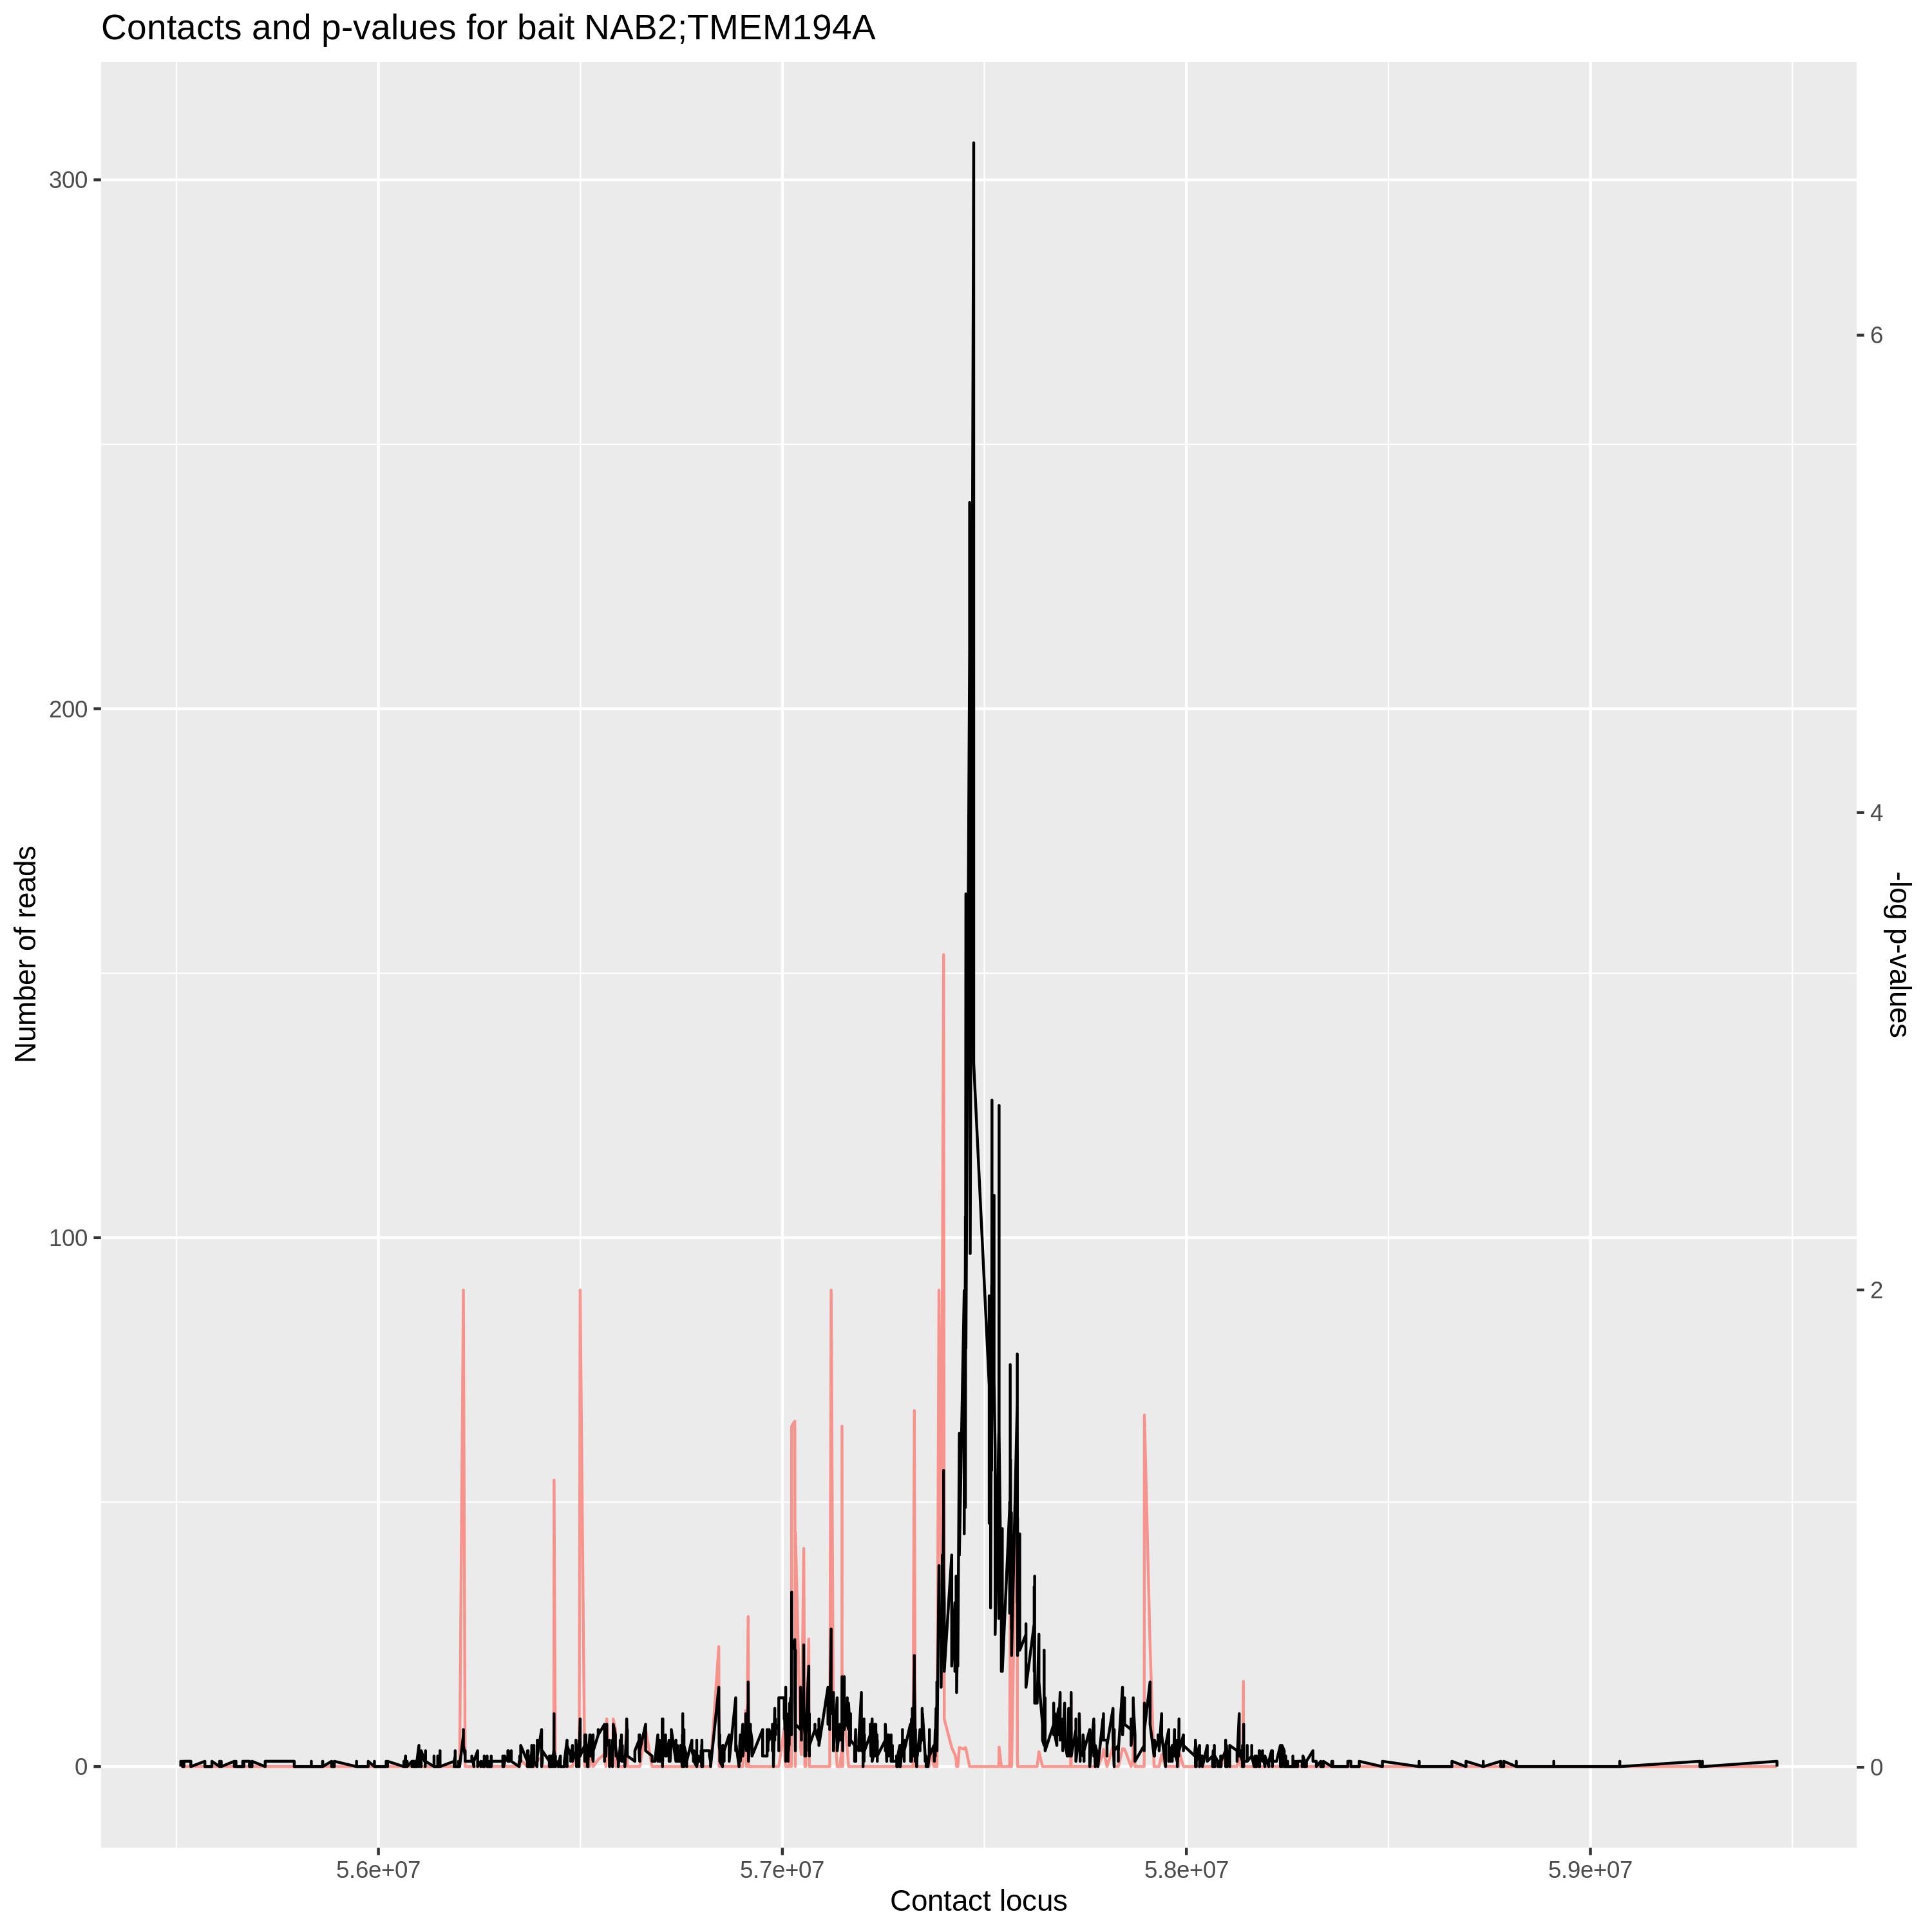 Contacts and p-values for bait NAB2;TMEM194A
300
200
100
0
Number of reads
6
4
2
0
-log p-values
5.6e+07 5.7e+07 5.8e+07 5.9e+07
Contact locus